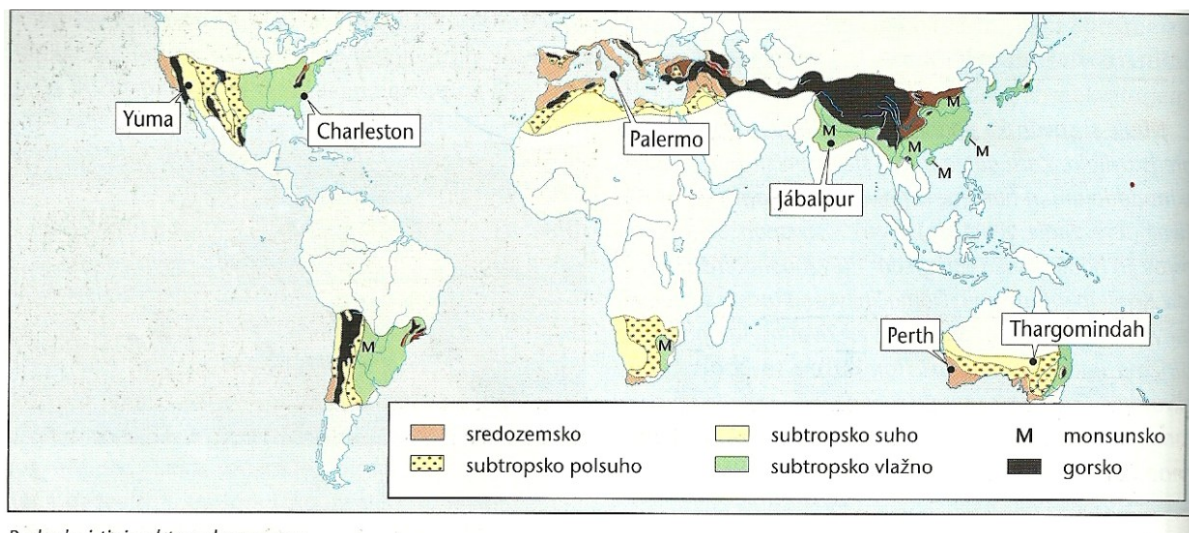 Yuma
Charleston
Palermo
Jábalpur
M
M
M
M
M
M
M
Perth
Thargomindah
sredozemsko
subtropsko suho
M monsunsko
subtropsko polsuho
subtropsko vlažno
gorsko